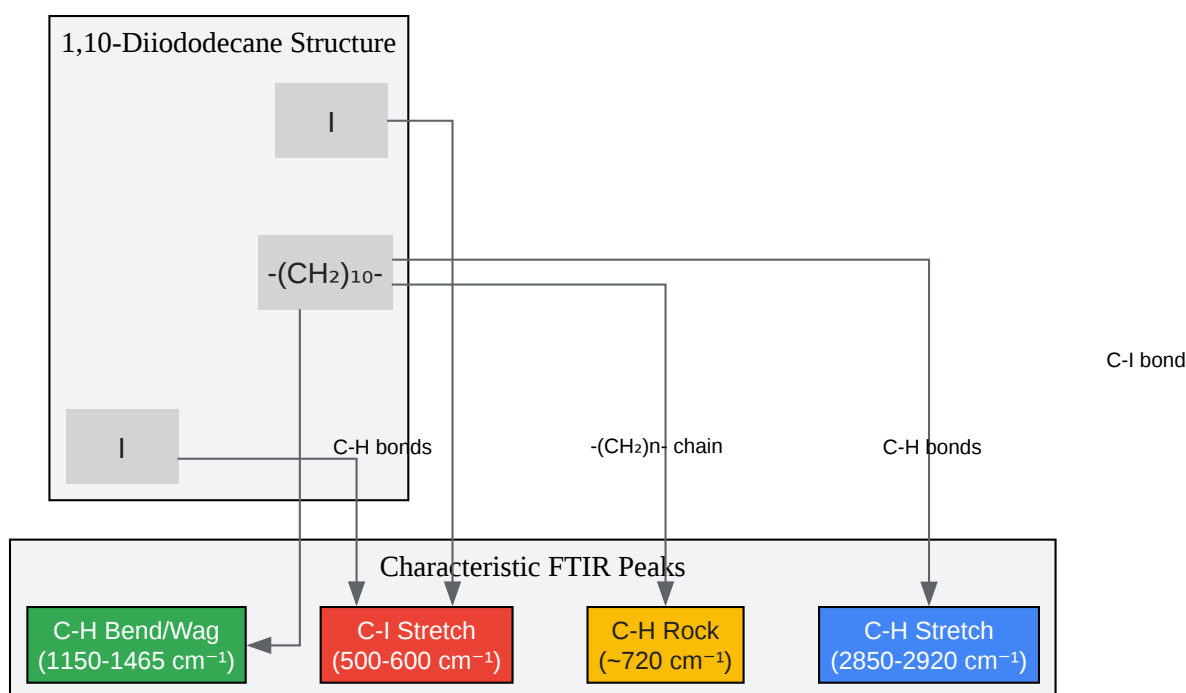 1,10-Diiododecane Structure
I
-(CH₂)₁₀-
C-I bond
I
C-H bonds
-(CH₂)n- chain
C-H bonds
Characteristic FTIR Peaks
C-H Bend/Wag
(1150-1465 cm⁻¹)
C-I Stretch
(500-600 cm⁻¹)
C-H Rock
(~720 cm⁻¹)
C-H Stretch
(2850-2920 cm⁻¹)